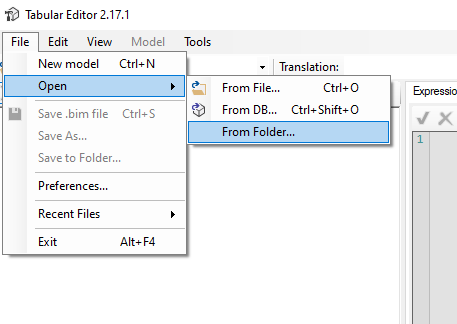 Tabular Editor 2.17.1
File Edit View Model Tools
New model Ctrl+N
Translation:
Open
From File... Ctrl+O
Expressio
From DB... Ctrl+Shift+O
Save .bim file Ctrl+S
From Folder...
Save As...
1
Save to Folder...
Preferences...
Recent Files
Exit Alt+F4